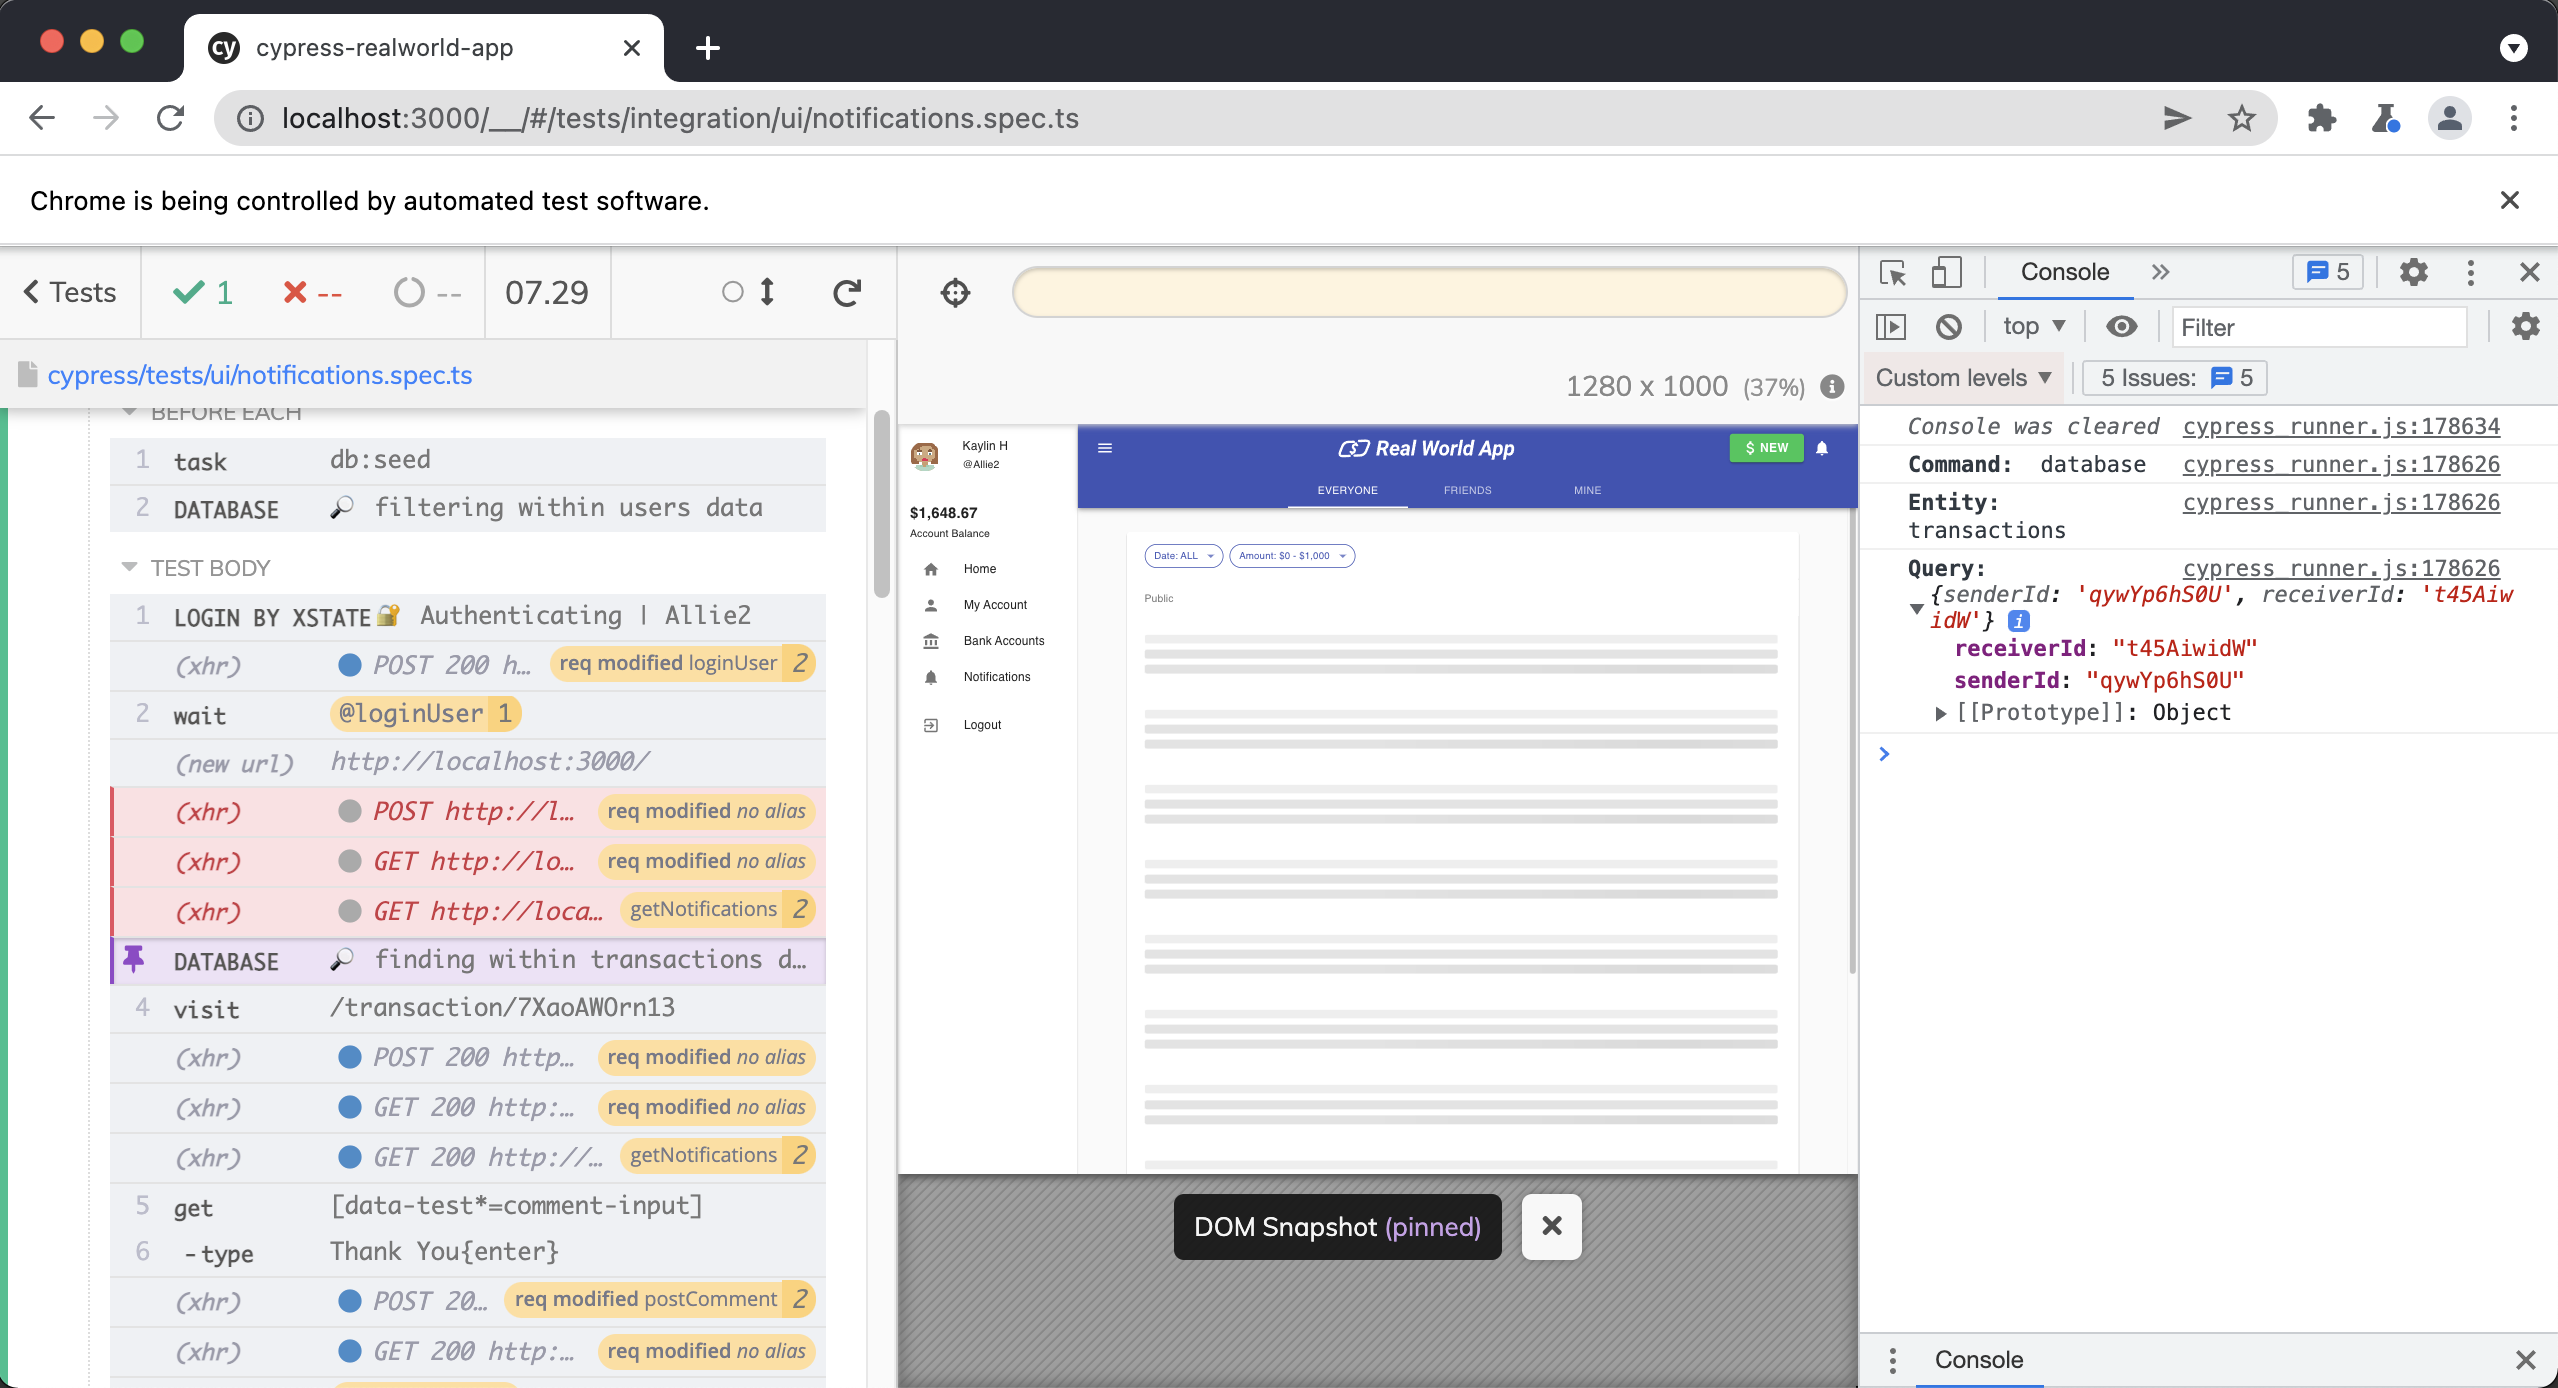 cy cypress-realworld-app
localhost:3000/__/#/tests/integration/ui/notifications.spec.ts
Chrome is being controlled by automated test software.
Tests 1 -- -- 07.29
cypress/tests/ui/notifications.spec.ts
BEFORE EACH
1 task db:seed
2 DATABASE filtering within users data
TEST BODY
1 LOGIN BY XSTATE Authenticating | Allie2
(xhr) POST 200 h… req modified loginUser 2
2 wait @loginUser 1
(new url) http://localhost:3000/
(xhr) POST http://l… req modified no alias
(xhr) GET http://lo… req modified no alias
(xhr) GET http://loca… getNotifications 2
DATABASE finding within transactions d…
4 visit /transaction/7XaoAWOrn13
(xhr) POST 200 http… req modified no alias
(xhr) GET 200 http:… req modified no alias
(xhr) GET 200 http://… getNotifications 2
5 get [data-test*=comment-input]
6 -type Thank You{enter}
(xhr) POST 20… req modified postComment 2
(xhr) GET 200 http:… req modified no alias
1280 x 1000 (37%)
Kaylin H
@Allie2
$1,648.67
Account Balance
Home
My Account
Bank Accounts
Notifications
Logout
Real World App
$ NEW
EVERYONE FRIENDS MINE
Date: ALL Amount: $0 - $1,000
Public
DOM Snapshot (pinned)
Console 5
top Filter
Custom levels 5 Issues: 5
Console was cleared cypress_runner.js:178634
Command: database cypress_runner.js:178626
Entity: cypress_runner.js:178626
transactions
Query: cypress_runner.js:178626
{senderId: 'qywYp6hS0U', receiverId: 't45Aiw
idW'} i
receiverId: "t45AiwidW"
senderId: "qywYp6hS0U"
[[Prototype]]: Object
Console